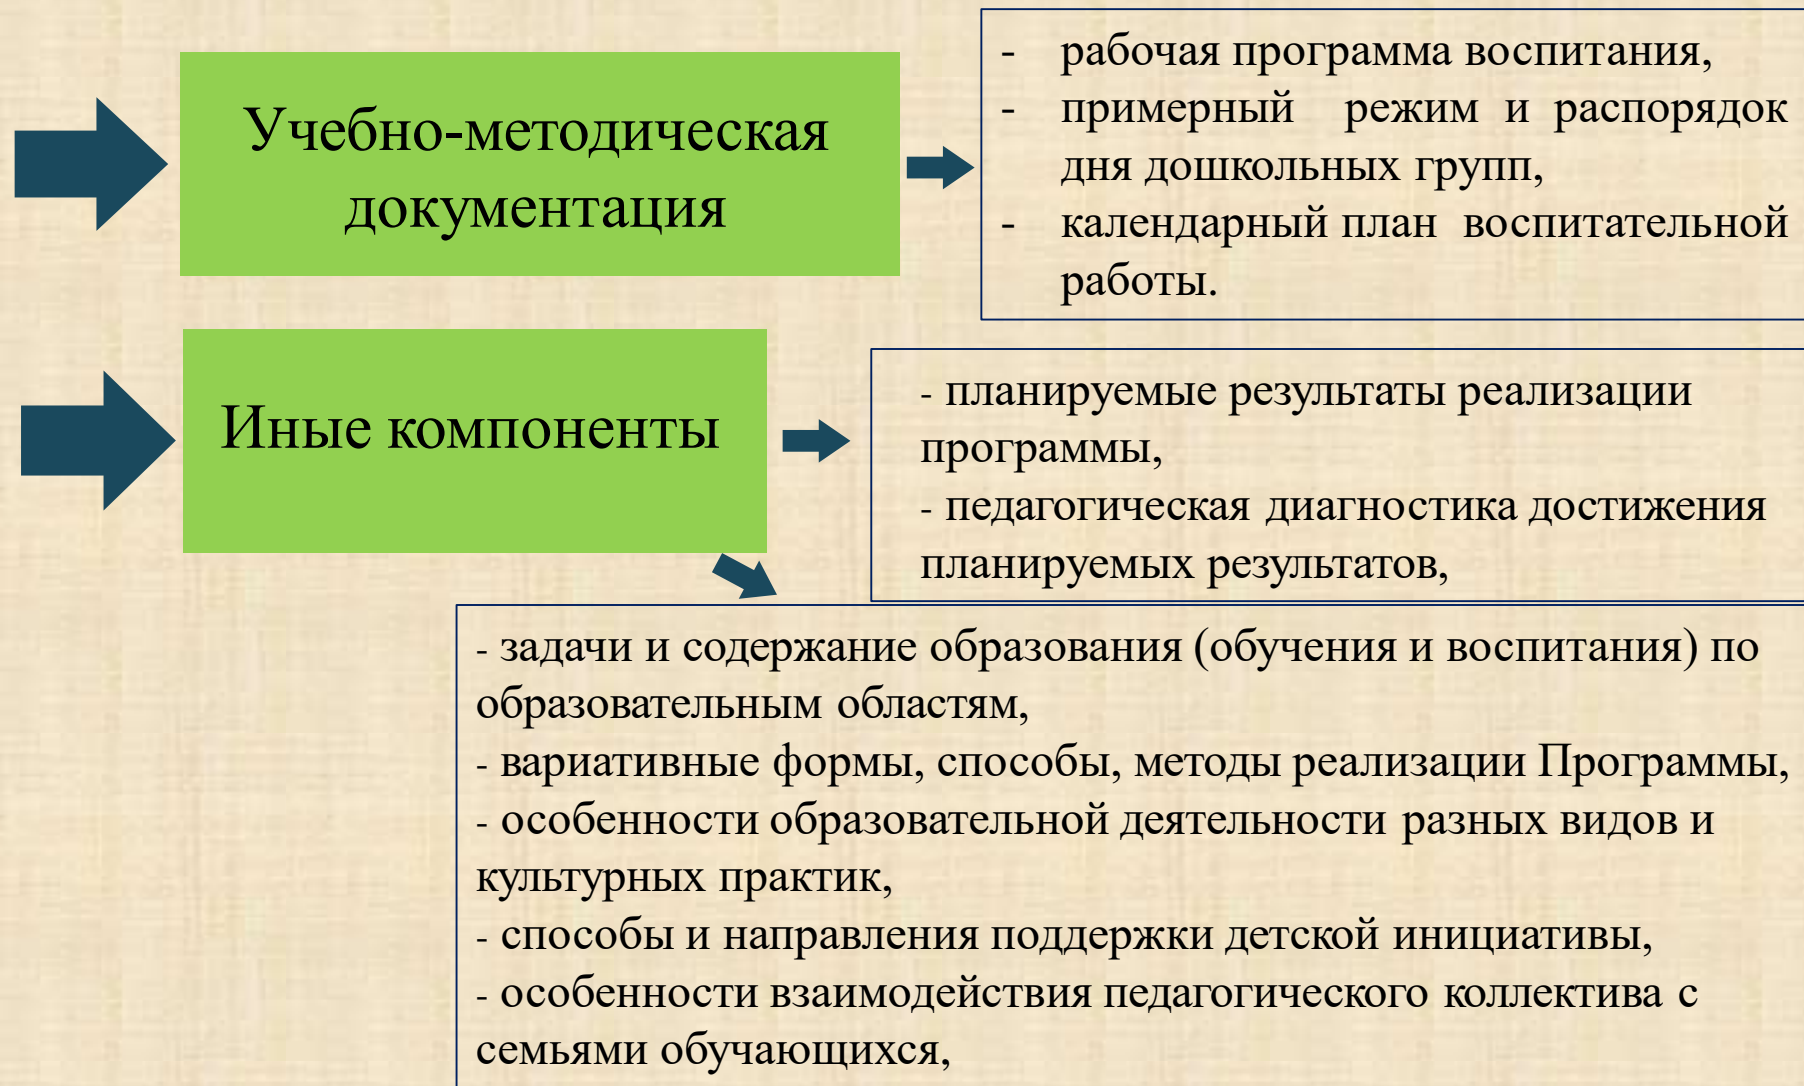 Учебно-методическая
документация
- рабочая программа воспитания,
- примерный режим и распорядок
дня дошкольных групп,
- календарный план воспитательной
работы.
Иные компоненты
- планируемые результаты реализации
программы,
- педагогическая диагностика достижения
планируемых результатов,
- задачи и содержание образования (обучения и воспитания) по
образовательным областям,
- вариативные формы, способы, методы реализации Программы,
- особенности образовательной деятельности разных видов и
культурных практик,
- способы и направления поддержки детской инициативы,
- особенности взаимодействия педагогического коллектива с
семьями обучающихся,